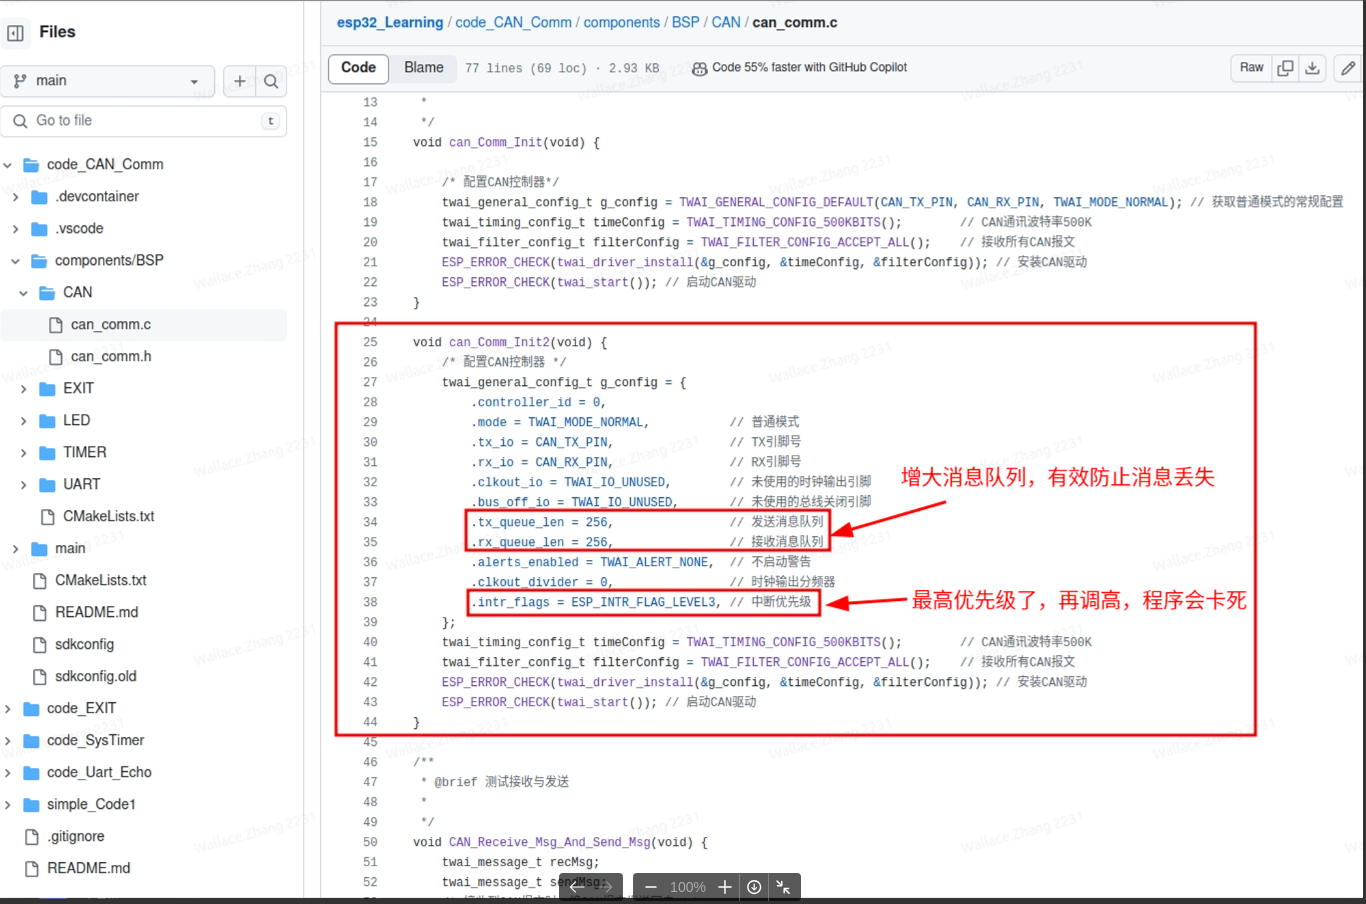 Files
main
Go to file
t
code_CAN_Comm
.devcontainer
.vscode
components/BSP
CAN
can_comm.c
can_comm.h
EXIT
LED
TIMER
UART
CMakeLists.txt
main
CMakeLists.txt
README.md
sdkconfig
sdkconfig.old
code_EXIT
code_SysTimer
code_Uart_Echo
simple_Code1
.gitignore
README.md
esp32_Learning / code_CAN_Comm / components / BSP / CAN / can_comm.c
Code Blame 77 lines (69 loc) · 2.93 KB Code 55% faster with GitHub Copilot Raw
13 *
14 */
15 void can_Comm_Init(void) {
16
17 /* 配置CAN控制器*/
18 twai_general_config_t g_config = TWAI_GENERAL_CONFIG_DEFAULT(CAN_TX_PIN, CAN_RX_PIN, TWAI_MODE_NORMAL); // 获取普通模式的常规配置
19 twai_timing_config_t timeConfig = TWAI_TIMING_CONFIG_500KBITS(); // CAN通讯波特率500K
20 twai_filter_config_t filterConfig = TWAI_FILTER_CONFIG_ACCEPT_ALL(); // 接收所有CAN报文
21 ESP_ERROR_CHECK(twai_driver_install(&g_config, &timeConfig, &filterConfig)); // 安装CAN驱动
22 ESP_ERROR_CHECK(twai_start()); // 启动CAN驱动
23 }
24
25 void can_Comm_Init2(void) {
26 /* 配置CAN控制器 */
27 twai_general_config_t g_config = {
28 .controller_id = 0,
29 .mode = TWAI_MODE_NORMAL, // 普通模式
30 .tx_io = CAN_TX_PIN, // TX引脚号
31 .rx_io = CAN_RX_PIN, // RX引脚号
32 .clkout_io = TWAI_IO_UNUSED, // 未使用的时钟输出引脚
33 .bus_off_io = TWAI_IO_UNUSED, // 未使用的总线关闭引脚
34 .tx_queue_len = 256, // 发送消息队列
35 .rx_queue_len = 256, // 接收消息队列
36 .alerts_enabled = TWAI_ALERT_NONE, // 不启动警告
37 .clkout_divider = 0, // 时钟输出分频器
38 .intr_flags = ESP_INTR_FLAG_LEVEL3, // 中断优先级
39 };
40 twai_timing_config_t timeConfig = TWAI_TIMING_CONFIG_500KBITS(); // CAN通讯波特率500K
41 twai_filter_config_t filterConfig = TWAI_FILTER_CONFIG_ACCEPT_ALL(); // 接收所有CAN报文
42 ESP_ERROR_CHECK(twai_driver_install(&g_config, &timeConfig, &filterConfig)); // 安装CAN驱动
43 ESP_ERROR_CHECK(twai_start()); // 启动CAN驱动
44 }
45
46 /**
47 * @brief 测试接收与发送
48 *
49 */
50 void CAN_Receive_Msg_And_Send_Msg(void) {
51 twai_message_t recMsg;
52 twai_message_t sendMsg;
增大消息队列，有效防止消息丢失
最高优先级了，再调高，程序会卡死
100%
Wallace.Zhang 2231